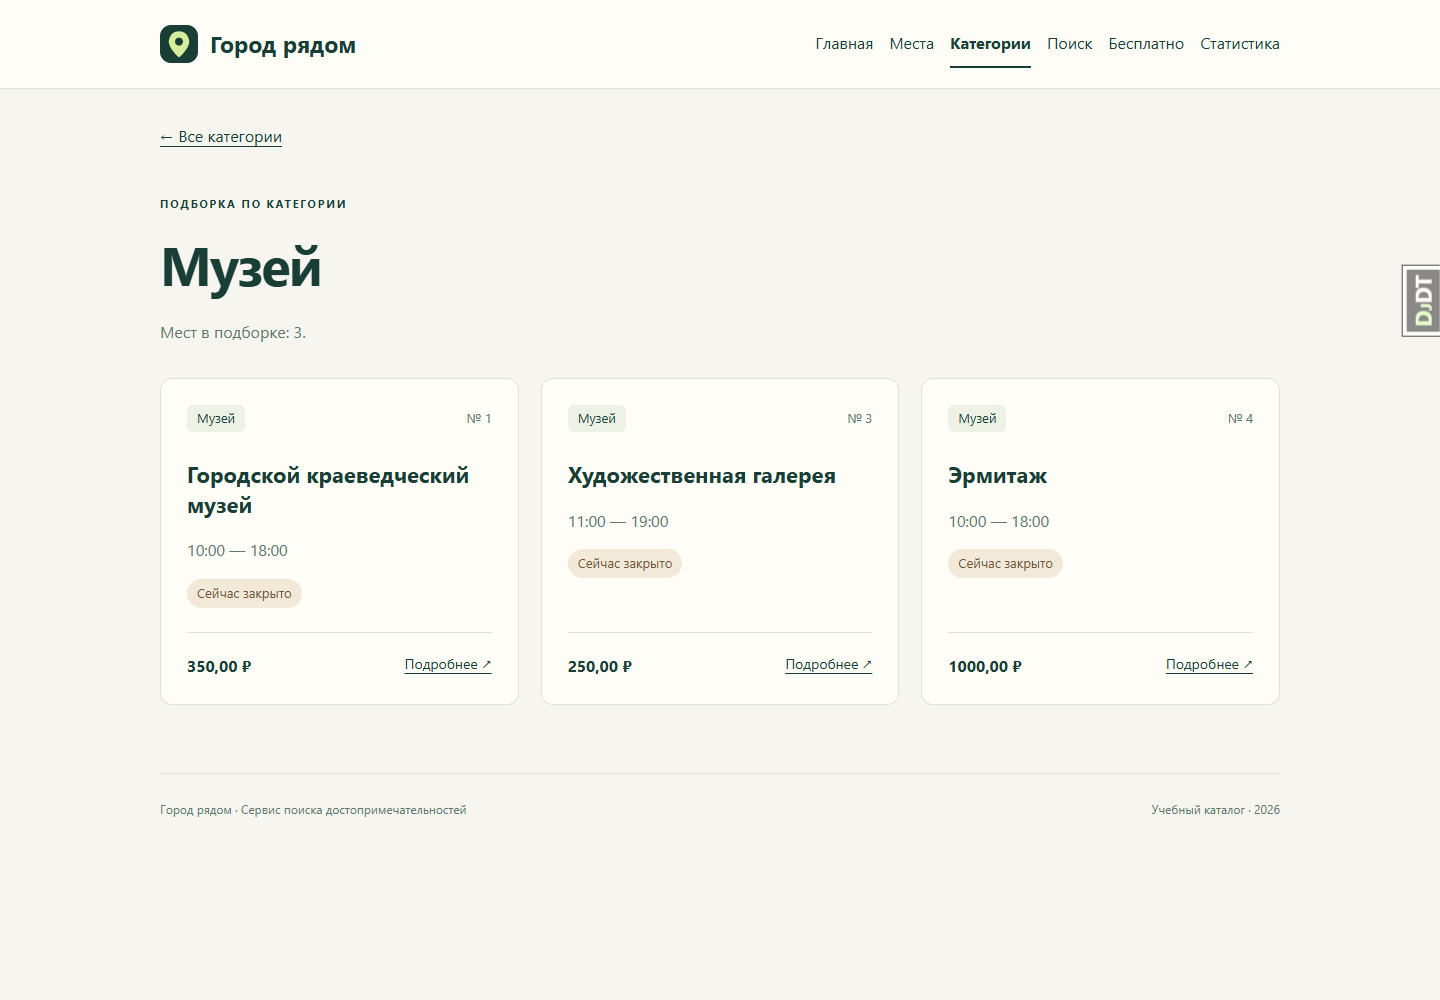 Город рядом
Главная Места Категории Поиск Бесплатно Статистика
← Все категории
ПОДБОРКА ПО КАТЕГОРИИ
Музей
Мест в подборке: 3.
Музей № 1
Городской краеведческий
музей
10:00 — 18:00
Сейчас закрыто
350,00 ₽ Подробнее ↗
Музей № 3
Художественная галерея
11:00 — 19:00
Сейчас закрыто
250,00 ₽ Подробнее ↗
Музей № 4
Эрмитаж
10:00 — 18:00
Сейчас закрыто
1000,00 ₽ Подробнее ↗
DJDT
Город рядом · Сервис поиска достопримечательностей
Учебный каталог · 2026